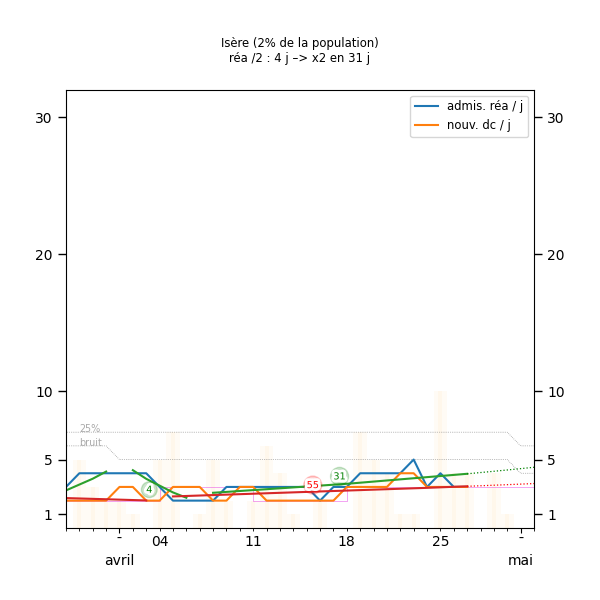 Isère (2% de la population)
réa /2 : 4 j –> x2 en 31 j
admis. réa / j
nouv. dc / j
30 30
20 20
10 10
25%
bruit
5 5
4 55 31
1 1
- 04 11 18 25 -
avril mai